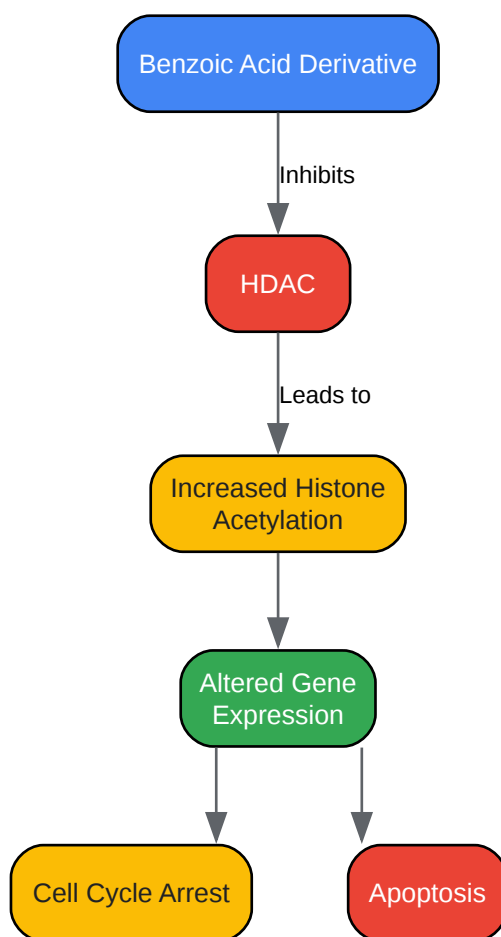 Benzoic Acid Derivative
Inhibits
HDAC
Leads to
Increased Histone
Acetylation
Altered Gene
Expression
Cell Cycle Arrest
Apoptosis